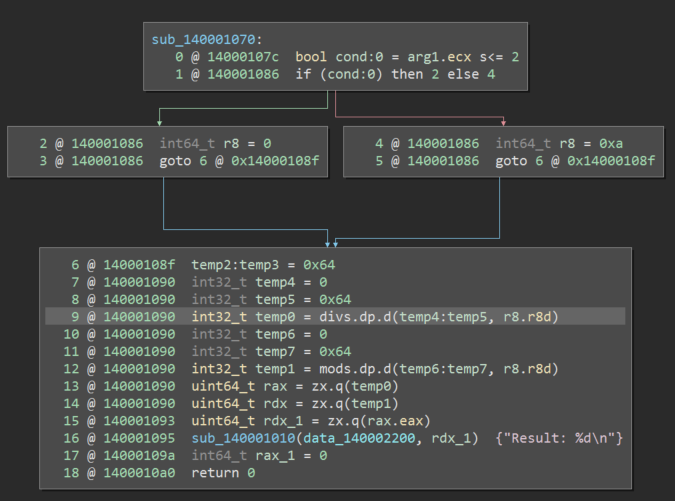 sub_140001070:
0 @ 14000107c  bool cond:0 = arg1.ecx s<= 2
1 @ 140001086  if (cond:0) then 2 else 4
2 @ 140001086  int64_t r8 = 0
3 @ 140001086  goto 6 @ 0x14000108f
4 @ 140001086  int64_t r8 = 0xa
5 @ 140001086  goto 6 @ 0x14000108f
6 @ 14000108f  temp2:temp3 = 0x64
7 @ 140001090  int32_t temp4 = 0
8 @ 140001090  int32_t temp5 = 0x64
9 @ 140001090  int32_t temp0 = divs.dp.d(temp4:temp5, r8.r8d)
10 @ 140001090  int32_t temp6 = 0
11 @ 140001090  int32_t temp7 = 0x64
12 @ 140001090  int32_t temp1 = mods.dp.d(temp6:temp7, r8.r8d)
13 @ 140001090  uint64_t rax = zx.q(temp0)
14 @ 140001090  uint64_t rdx = zx.q(temp1)
15 @ 140001093  uint64_t rdx_1 = zx.q(rax.eax)
16 @ 140001095  sub_140001010(data_140002200, rdx_1)  {"Result: %d\n"}
17 @ 14000109a  int64_t rax_1 = 0
18 @ 1400010a0  return 0